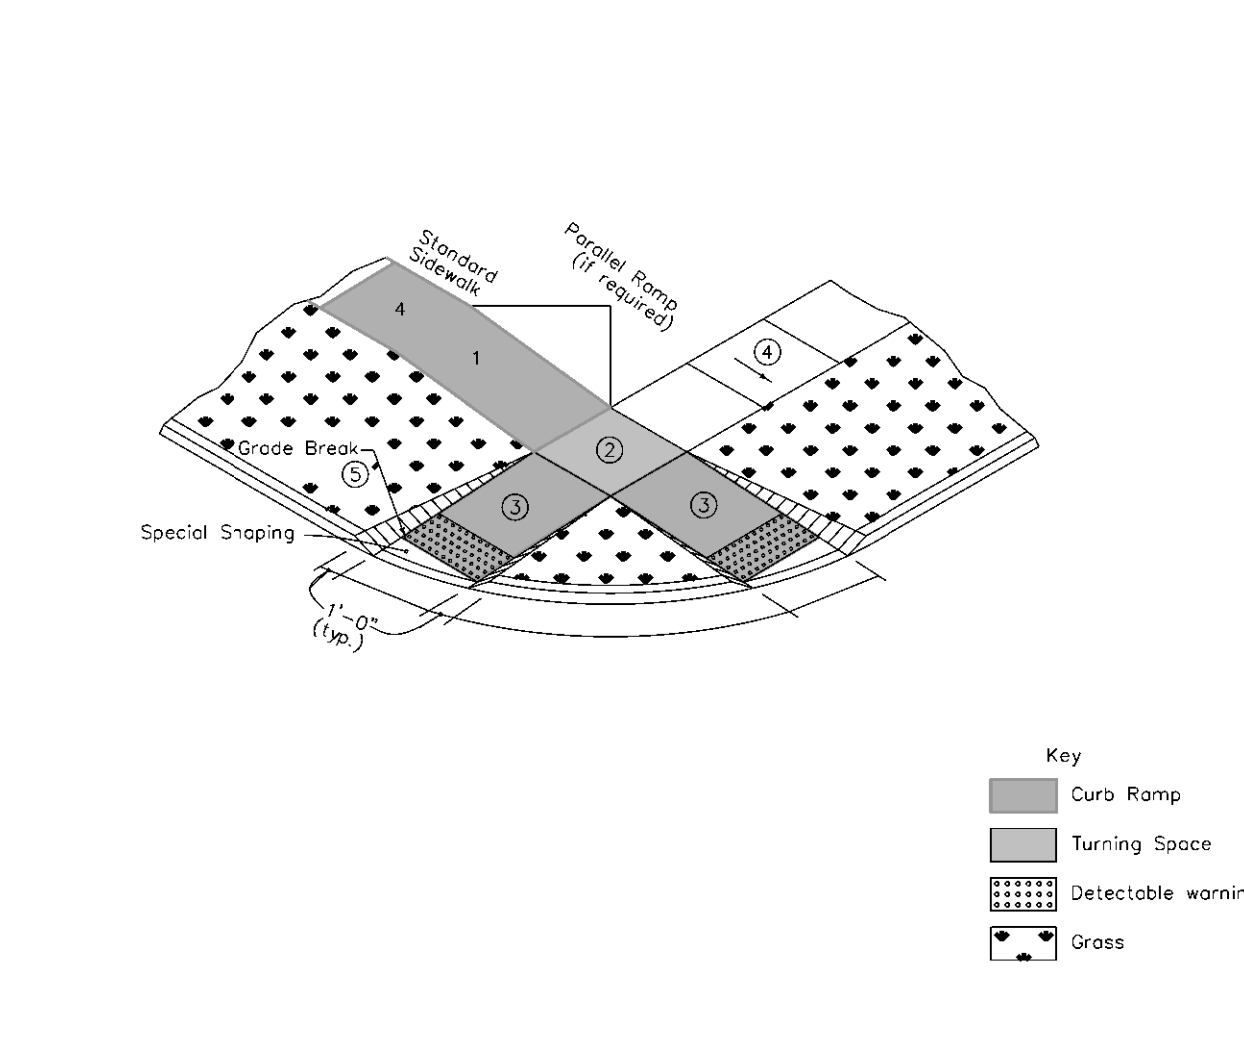 Standard
Sidewalk
Parallel Ramp
(if required)
4
1
4
2
Grade Break
5
3
3
Special Shaping
1'-0"
(typ.)
Key
Curb Ramp
Turning Space
Detectable warnin
Grass